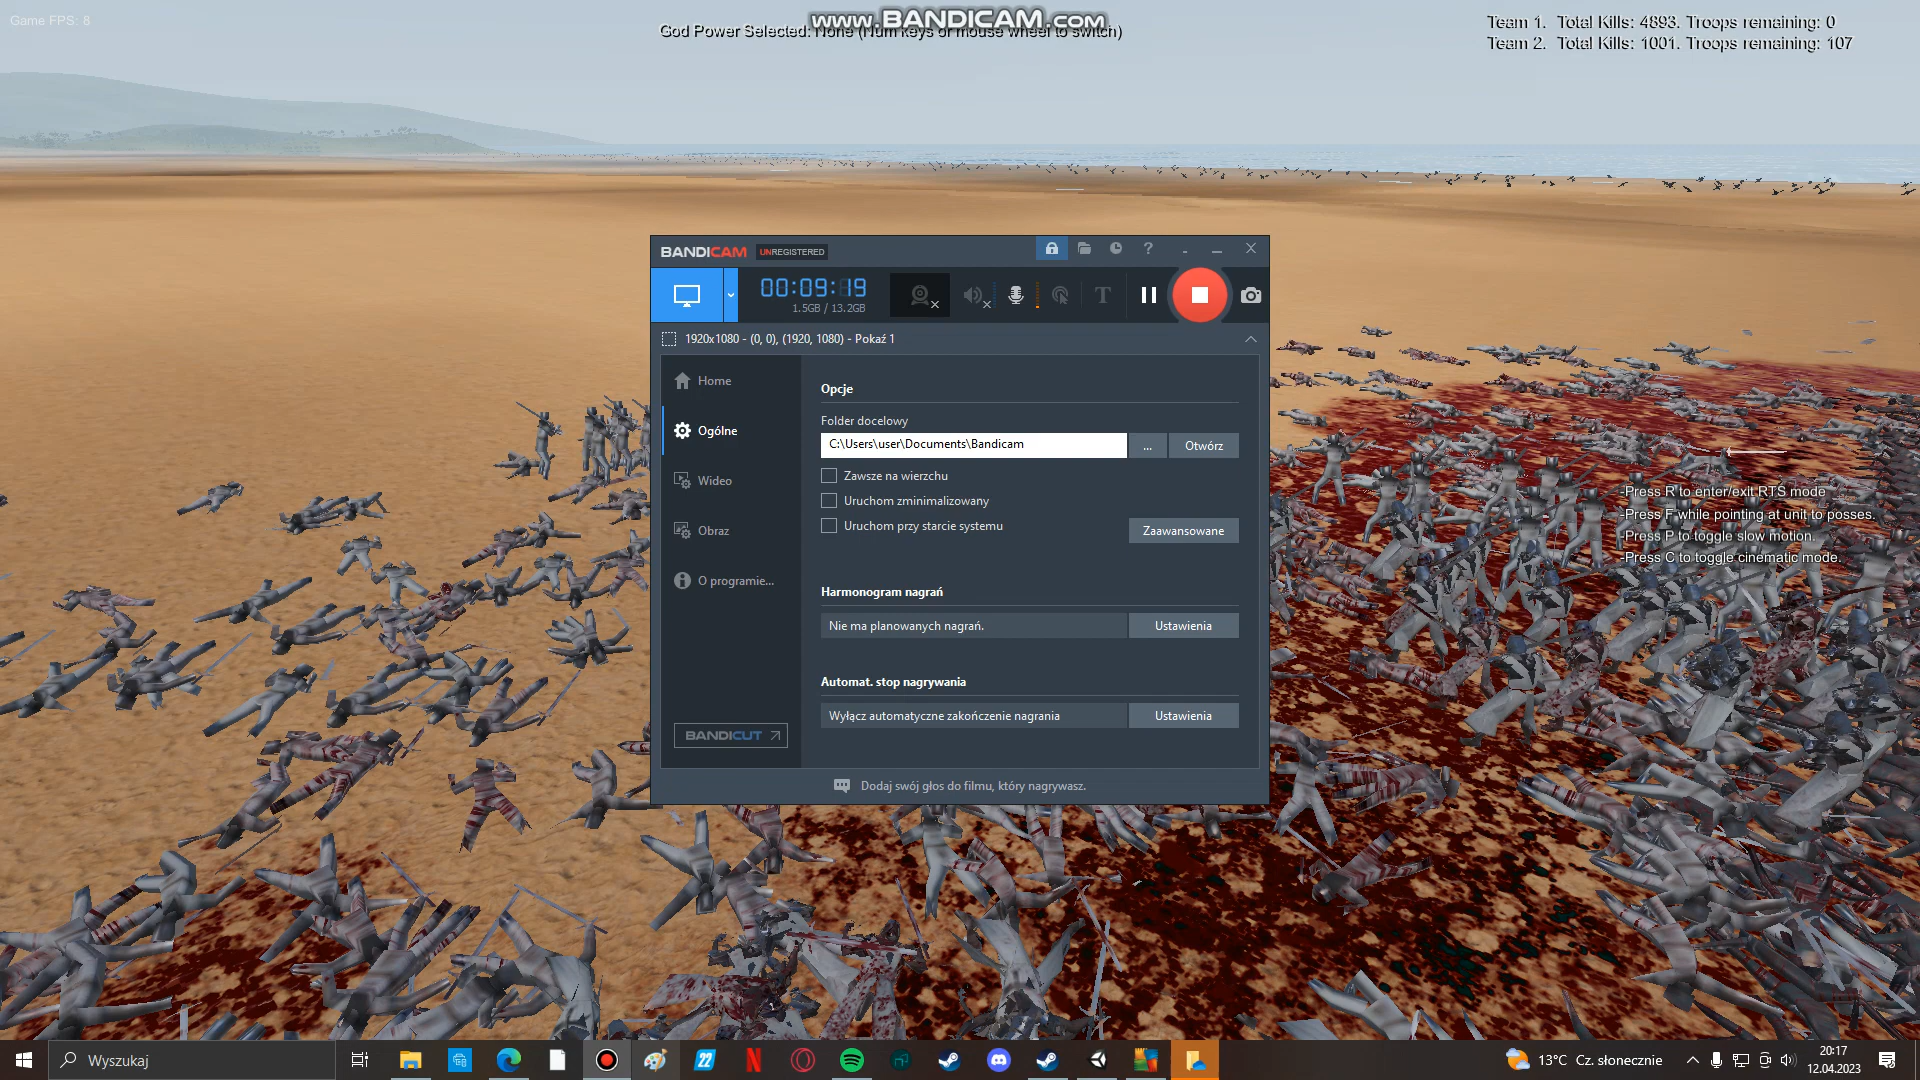 Game FPS: 8
www.BANDICAM.com
God Power Selected: None (Num keys or mouse wheel to switch)
Team 1. Total Kills: 4893. Troops remaining: 0
Team 2. Total Kills: 1001. Troops remaining: 107
BANDICAM UNREGISTERED
00:09:19
1.5GB / 13.2GB
1920x1080 - (0, 0), (1920, 1080) - Pokaź 1
Home
Ogólne
Wideo
Obraz
O programie...
BANDICUT
Opcje
Folder docelowy
C:\Users\user\Documents\Bandicam
...
Otwórz
Zawsze na wierzchu
Uruchom zminimalizowany
Uruchom przy starcie systemu
Zaawansowane
Harmonogram nagrań
Nie ma planowanych nagrań.
Ustawienia
Automat. stop nagrywania
Wyłącz automatyczne zakończenie nagrania
Ustawienia
Dodaj swój głos do filmu, który nagrywasz.
-Press R to enter/exit RTS mode
-Press F while pointing at unit to posses.
-Press P to toggle slow motion.
-Press C to toggle cinematic mode.
Wyszukaj
22
13°C Cz. słonecznie
20:17
12.04.2023